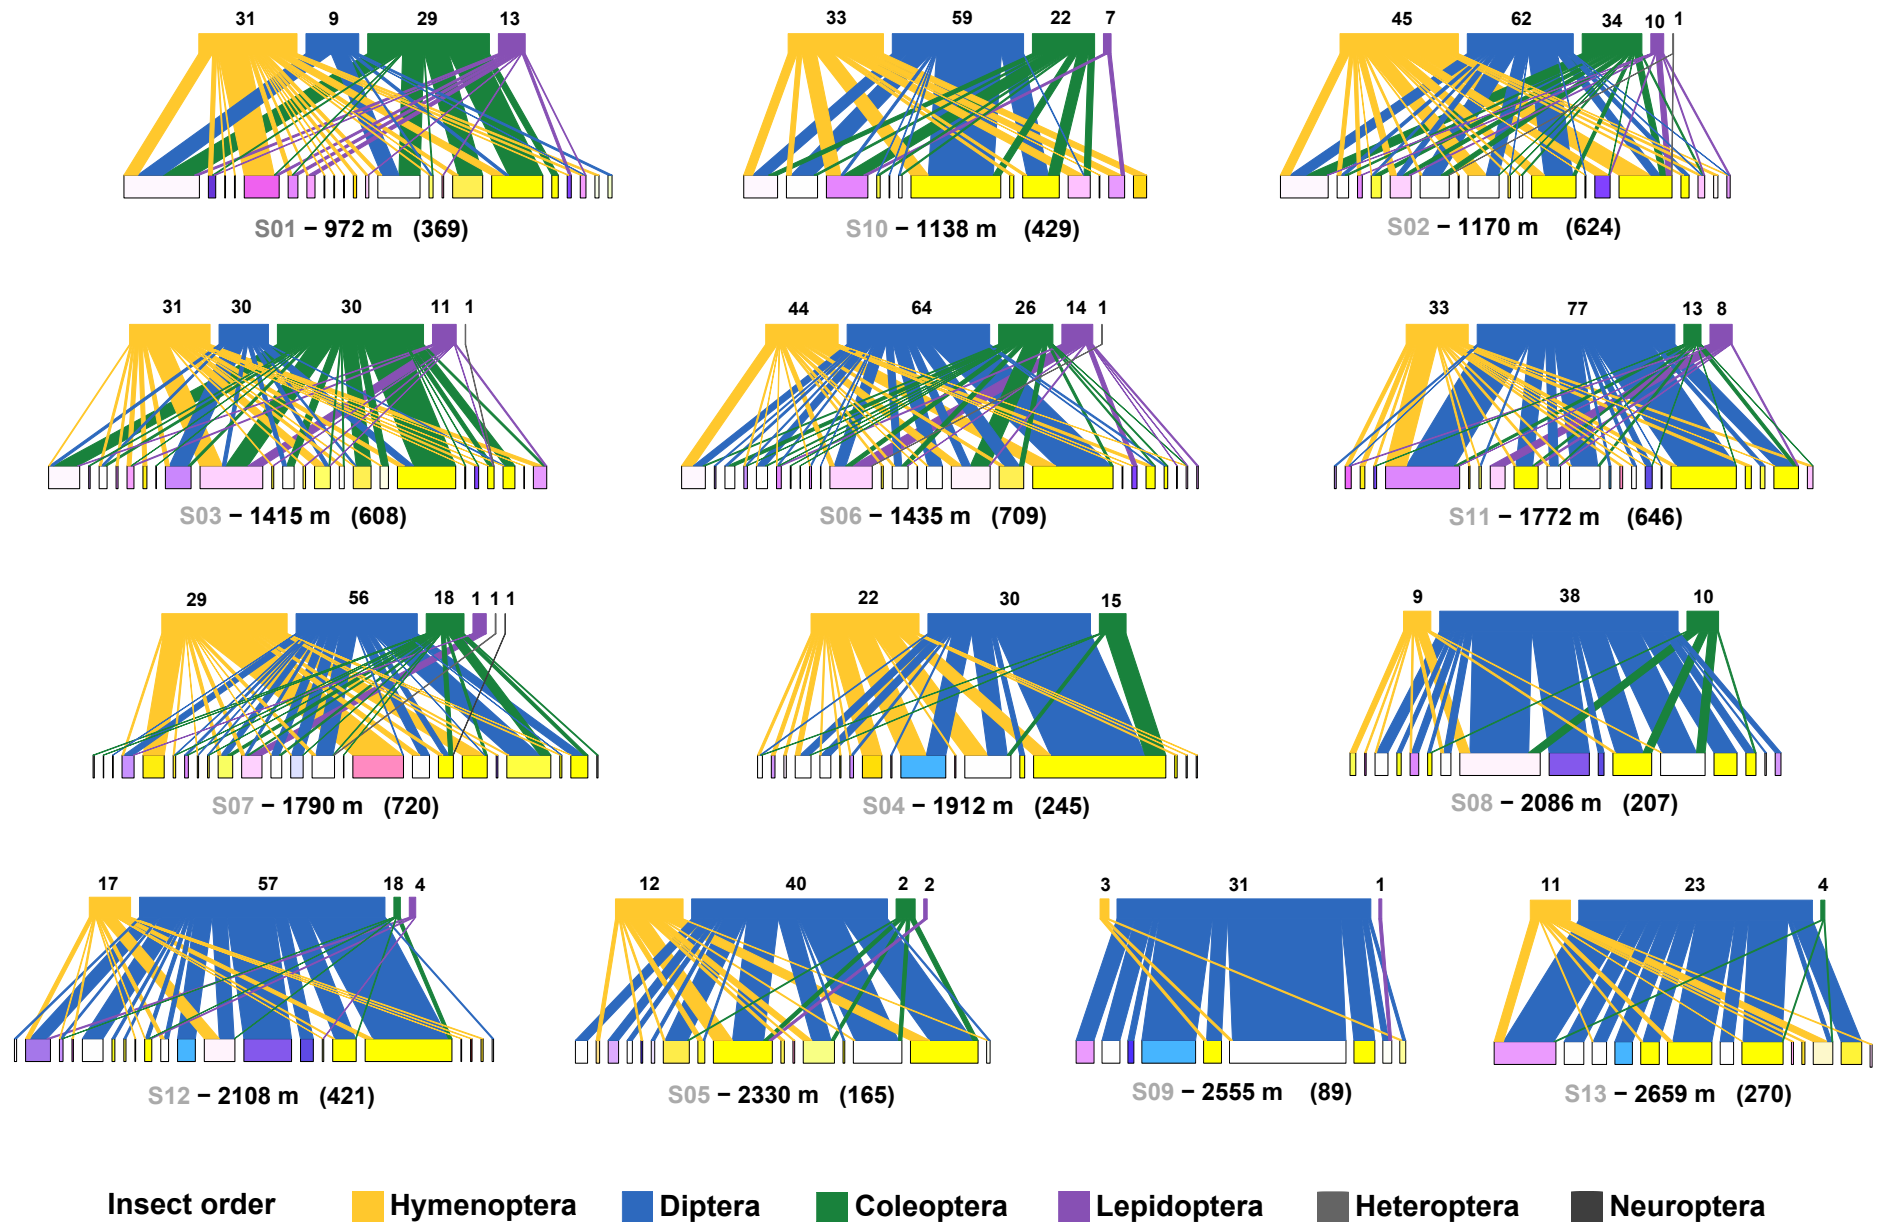 31 9 29 13
33 59 22 7
45 62 34 10 1
S01 – 972 m (369)
S10 – 1138 m (429)
S02 – 1170 m (624)
31 30 30 11 1
44 64 26 14 1
33 77 13 8
S03 – 1415 m (608)
S06 – 1435 m (709)
S11 – 1772 m (646)
29 56 18 1 1 1
22 30 15
9 38 10
S07 – 1790 m (720)
S04 – 1912 m (245)
S08 – 2086 m (207)
17 57 18 4
12 40 2 2
3 31 1
11 23 4
S12 – 2108 m (421)
S05 – 2330 m (165)
S09 – 2555 m (89)
S13 – 2659 m (270)
Insect order Hymenoptera Diptera Coleoptera Lepidoptera Heteroptera Neuroptera